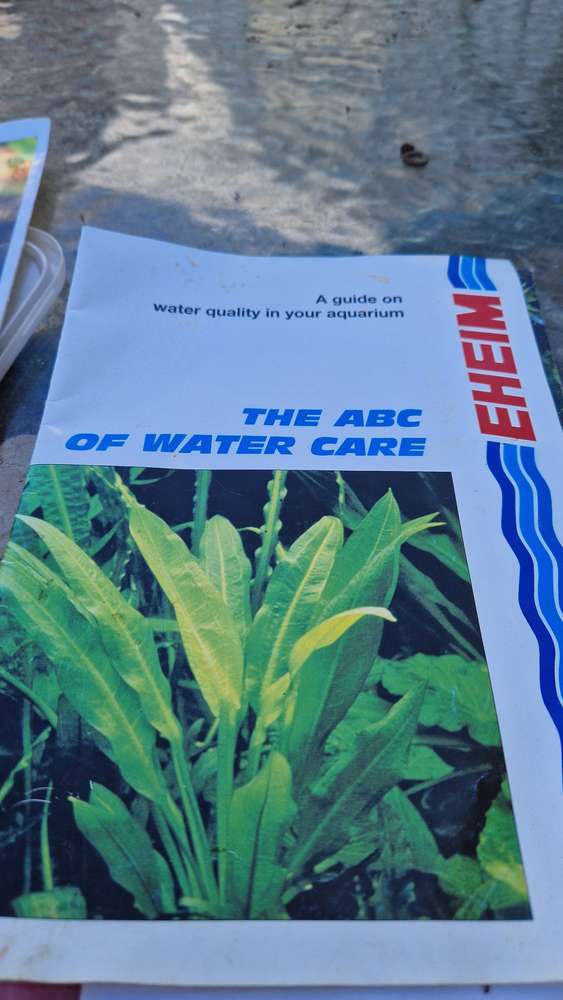 A guide on
water quality in your aquarium
EHEIM
THE ABC
OF WATER CARE